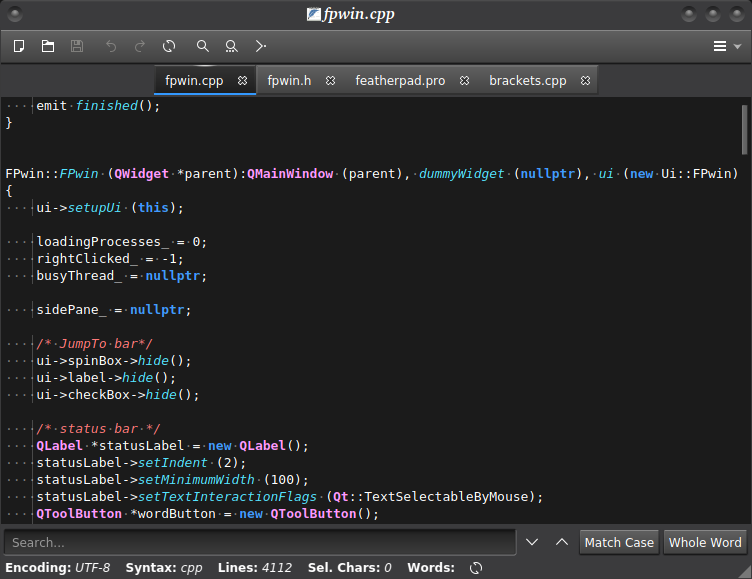 fpwin.cpp
fpwin.cpp fpwin.h featherpad.pro brackets.cpp
emit finished();
}
FPwin::FPwin (QWidget *parent):QMainWindow (parent), dummyWidget (nullptr), ui (new Ui::FPwin)
{
ui->setupUi (this);
loadingProcesses_ = 0;
rightClicked_ = -1;
busyThread_ = nullptr;
sidePane_ = nullptr;
/* JumpTo bar*/
ui->spinBox->hide();
ui->label->hide();
ui->checkBox->hide();
/* status bar */
QLabel *statusLabel = new QLabel();
statusLabel->setIndent (2);
statusLabel->setMinimumWidth (100);
statusLabel->setTextInteractionFlags (Qt::TextSelectableByMouse);
QToolButton *wordButton = new QToolButton();
Search... Match Case Whole Word
Encoding: UTF-8 Syntax: cpp Lines: 4112 Sel. Chars: 0 Words: